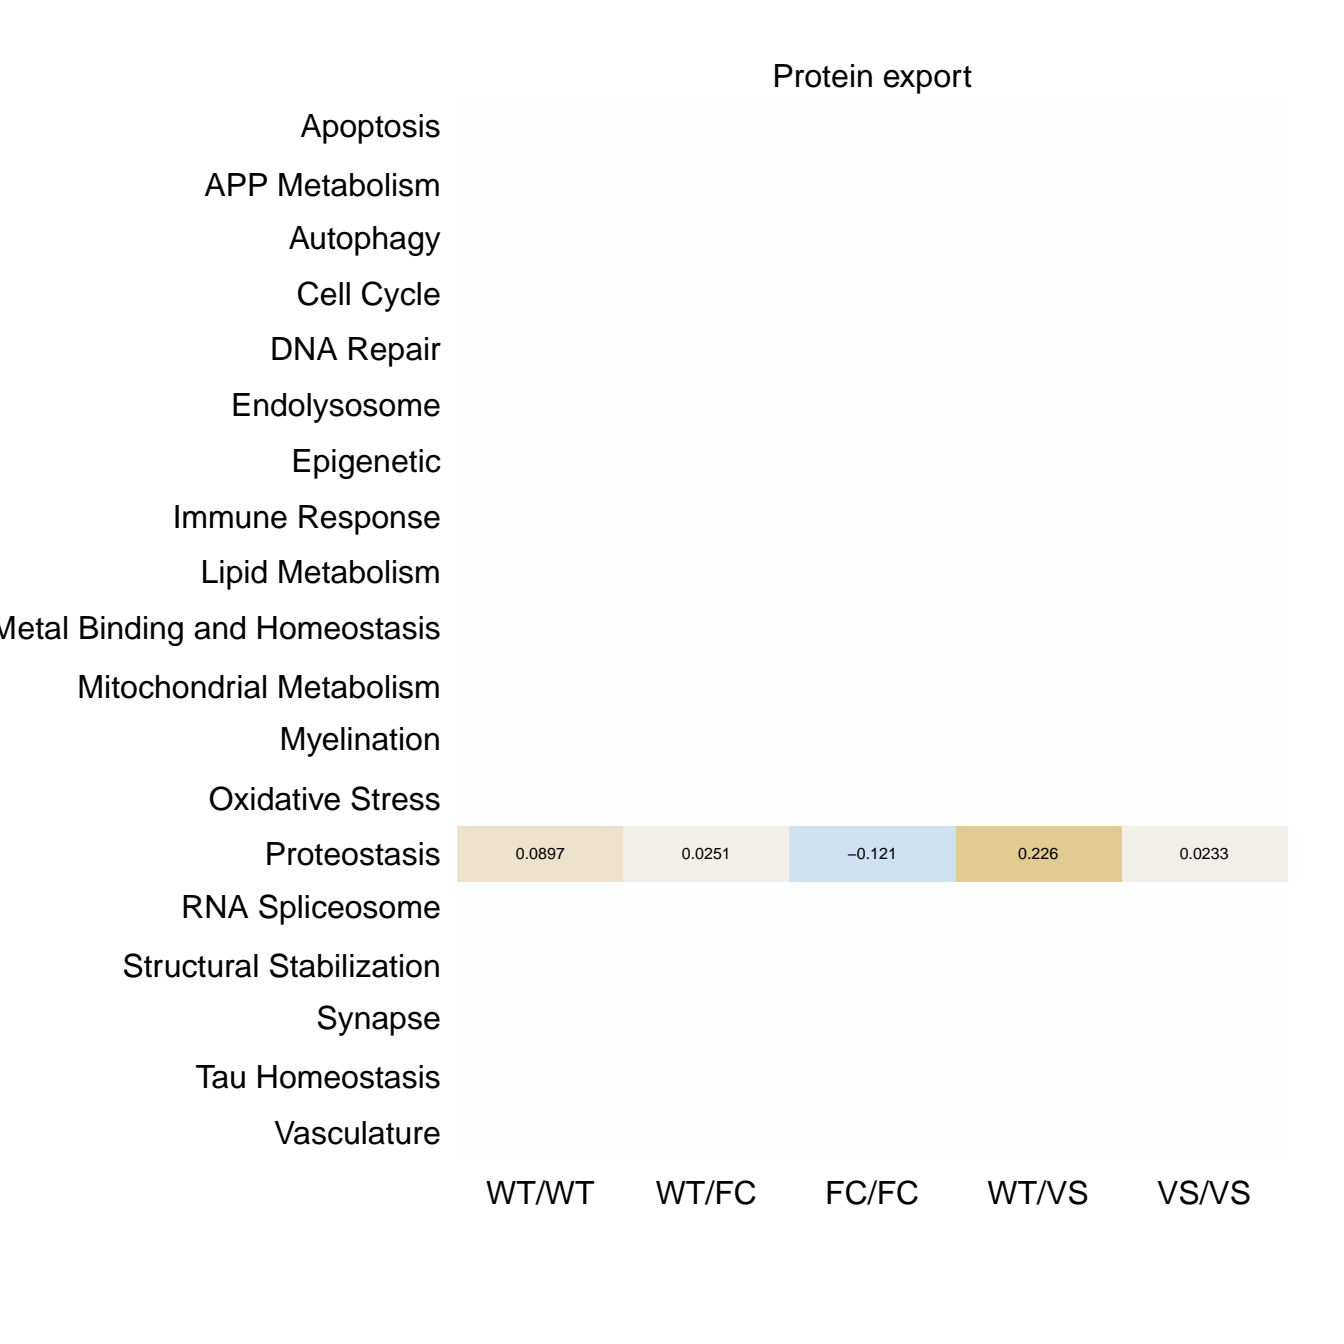 Protein export
Apoptosis
APP Metabolism
Autophagy
Cell Cycle
DNA Repair
Endolysosome
Epigenetic
Immune Response
Lipid Metabolism
Metal Binding and Homeostasis
Mitochondrial Metabolism
Myelination
Oxidative Stress
Proteostasis 0.0897 0.0251 −0.121 0.226 0.0233
RNA Spliceosome
Structural Stabilization
Synapse
Tau Homeostasis
Vasculature
WT/WT WT/FC FC/FC WT/VS VS/VS